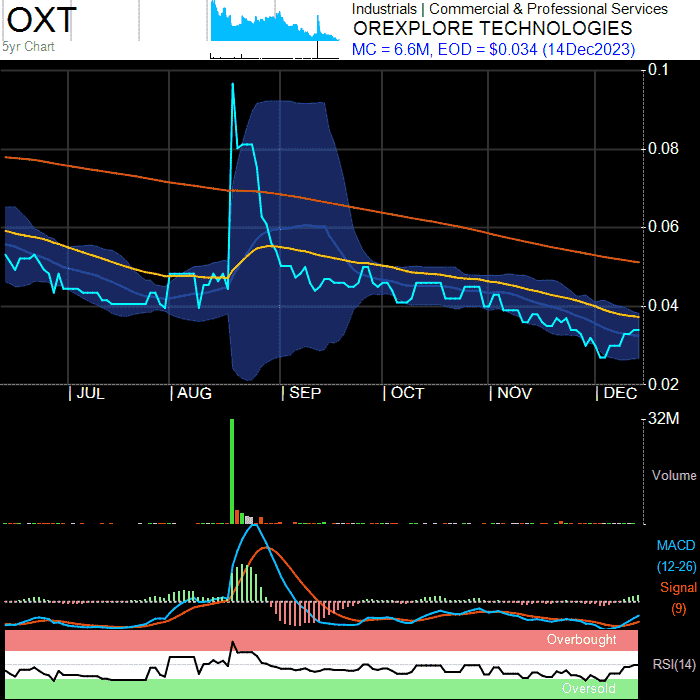 OXT
5yr Chart
Industrials | Commercial & Professional Services
OREXPLORE TECHNOLOGIES
MC = 6.6M, EOD = $0.034 (14Dec2023)
0.1
0.08
0.06
0.04
0.02
JUL AUG SEP OCT NOV DEC
32M
Volume
MACD
(12-26)
Signal
(9)
Overbought
RSI(14)
Oversold